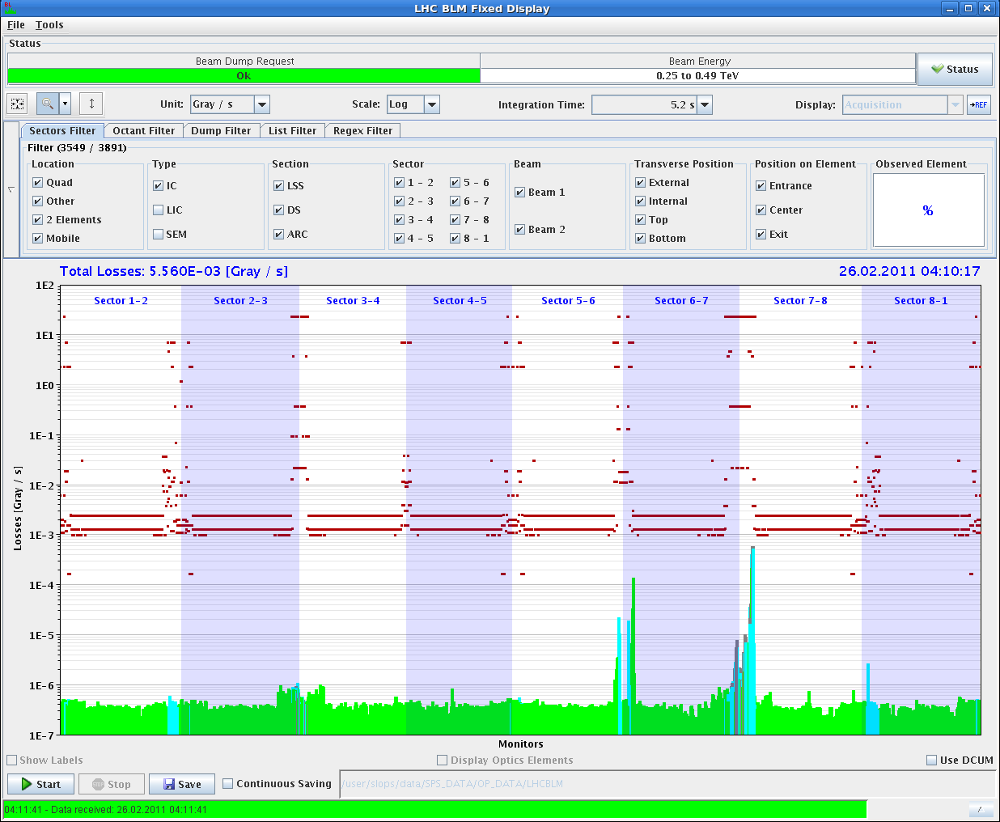 BL
LHC BLM Fixed Display
File Tools
Status
Beam Dump Request Beam Energy
Ok 0.25 to 0.49 TeV Status
Unit: Gray / s Scale: Log Integration Time: 5.2 s Display: Acquisition REF
Sectors Filter Octant Filter Dump Filter List Filter Regex Filter
Filter (3549 / 3891)
Location Type Section Sector Beam Transverse Position Position on Element Observed Element
Quad IC LSS 1 - 2 5 - 6 Beam 1 External Entrance
Other LIC DS 2 - 3 6 - 7 Internal Center %
2 Elements SEM ARC 3 - 4 7 - 8 Beam 2 Top Exit
Mobile 4 - 5 8 - 1 Bottom
Total Losses: 5.560E-03 [Gray / s] 26.02.2011 04:10:17
Sector 1-2 Sector 2-3 Sector 3-4 Sector 4-5 Sector 5-6 Sector 6-7 Sector 7-8 Sector 8-1
1E2
1E1
1E0
1E-1
1E-2
1E-3
1E-4
1E-5
1E-6
1E-7
Losses [Gray / s]
Monitors
Show Labels Display Optics Elements Use DCUM
Start STOP Stop Save Continuous Saving /user/slops/data/SPS_DATA/OP_DATA/LHCBLM
04:11:41 - Data received: 26.02.2011 04:11:41